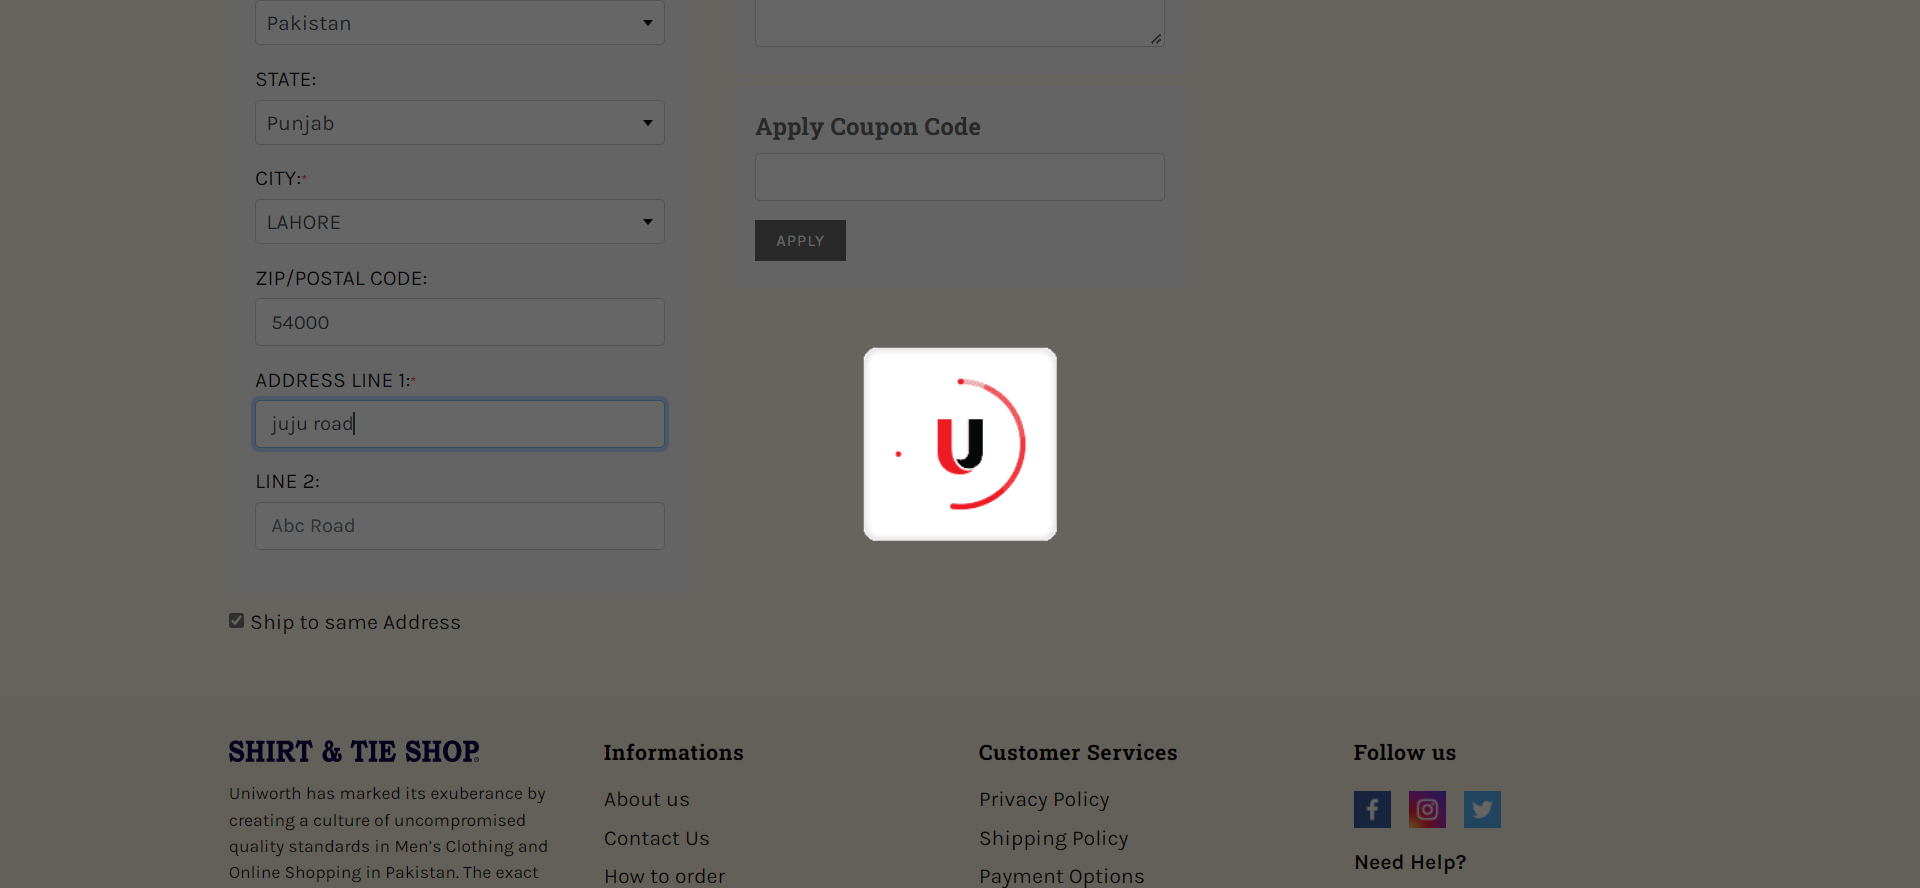 Pakistan
STATE:
Punjab
CITY:*
LAHORE
ZIP/POSTAL CODE:
54000
ADDRESS LINE 1:*
juju road
LINE 2:
Abc Road
Ship to same Address
Apply Coupon Code
APPLY
U
SHIRT & TIE SHOP
Uniworth has marked its exuberance by
creating a culture of uncompromised
quality standards in Men’s Clothing and
Online Shopping in Pakistan. The exact
Informations
About us
Contact Us
How to order
Customer Services
Privacy Policy
Shipping Policy
Payment Options
Follow us
Need Help?